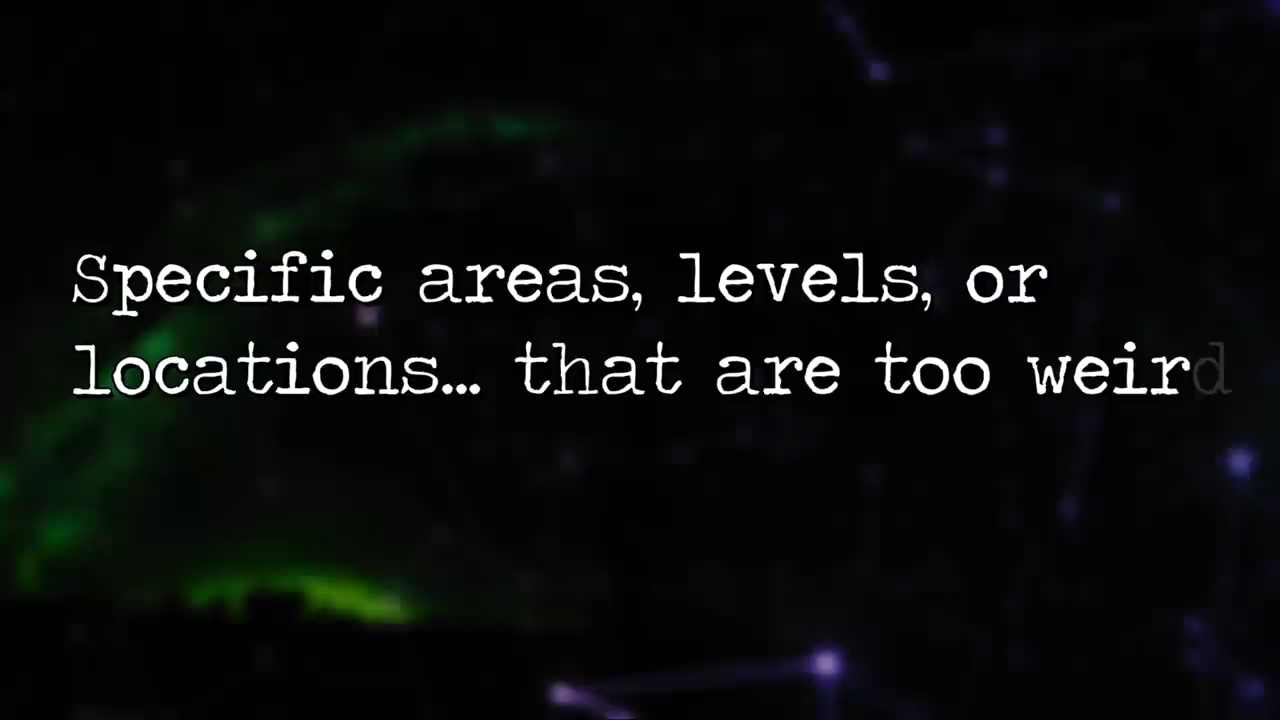 Specific areas, levels, or
locations... that are too weird